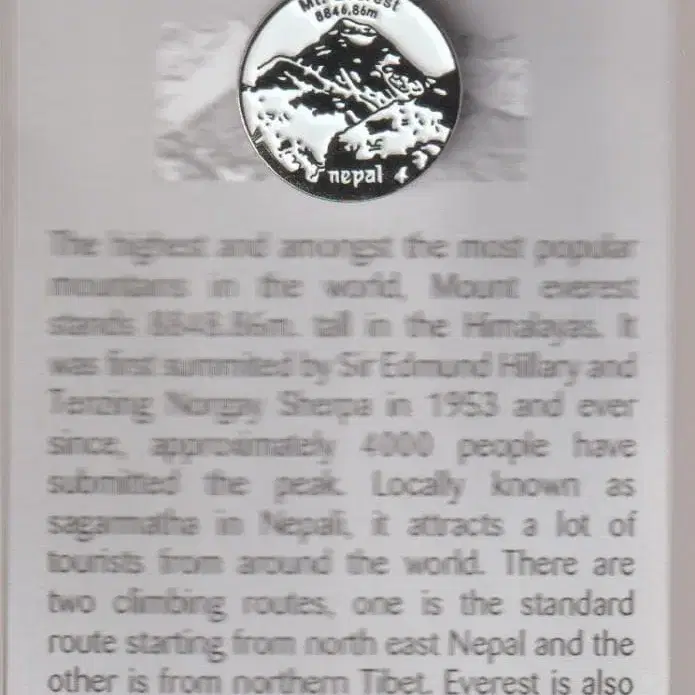 Mt. Everest
8848.86m
nepal
The highest and amongst the most popular
mountains in the world, Mount everest
stands 8848.86m. tall in the Himalayas. It
was first summited by Sir Edmund Hillary and
Tenzing Norgay Sherpa in 1953 and ever
since, approximately 4000 people have
submitted the peak. Locally known as
sagarmatha in Nepali, it attracts a lot of
tourists from around the world. There are
two climbing routes, one is the standard
route starting from north east Nepal and the
other is from northern Tibet. Everest is also